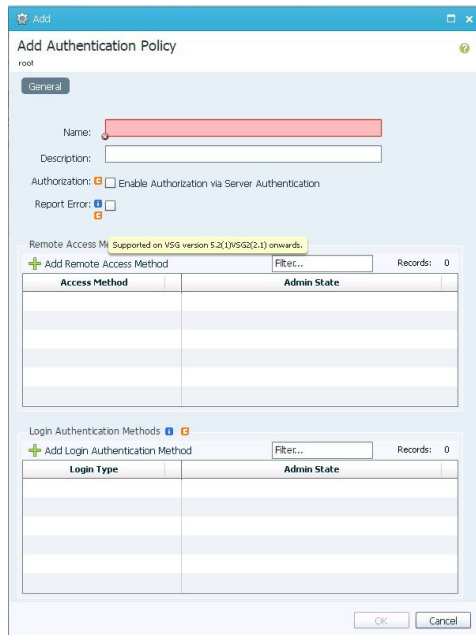 Add
Add Authentication Policy
root
General
Name:
Description:
Authorization: E Enable Authorization via Server Authentication
Report Error: i
E
Remote Access M
Supported on VSG version 5.2(1)VSG2(2.1) onwards.
Add Remote Access Method Filter... Records: 0
Access Method Admin State
Login Authentication Methods i E
Add Login Authentication Method Filter... Records: 0
Login Type Admin State
OK Cancel